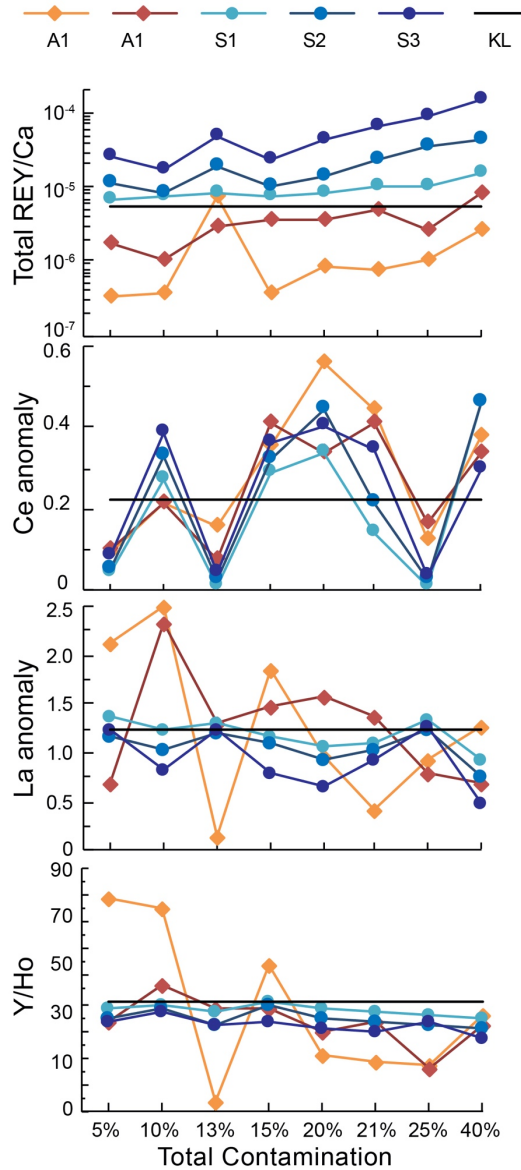 A1 A1 S1 S2 S3 KL
Total REY/Ca
10-4
10-5
10-6
10-7
Ce anomaly
0.6
0.4
0.2
0
La anomaly
2.5
2.0
1.5
1.0
0.5
0
Y/Ho
90
70
50
30
10
0
5% 10% 13% 15% 20% 21% 25% 40%
Total Contamination